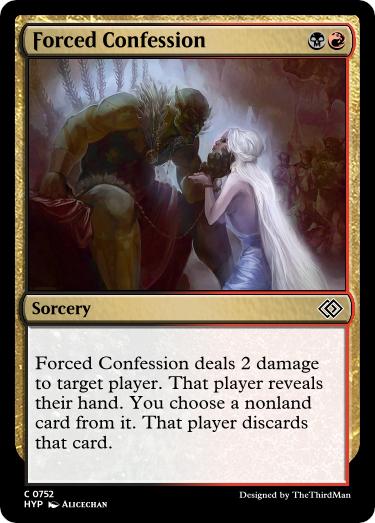 Forced Confession
Sorcery
Forced Confession deals 2 damage
to target player. That player reveals
their hand. You choose a nonland
card from it. That player discards
that card.
C 0752
HYP Alicechan
Designed by TheThirdMan